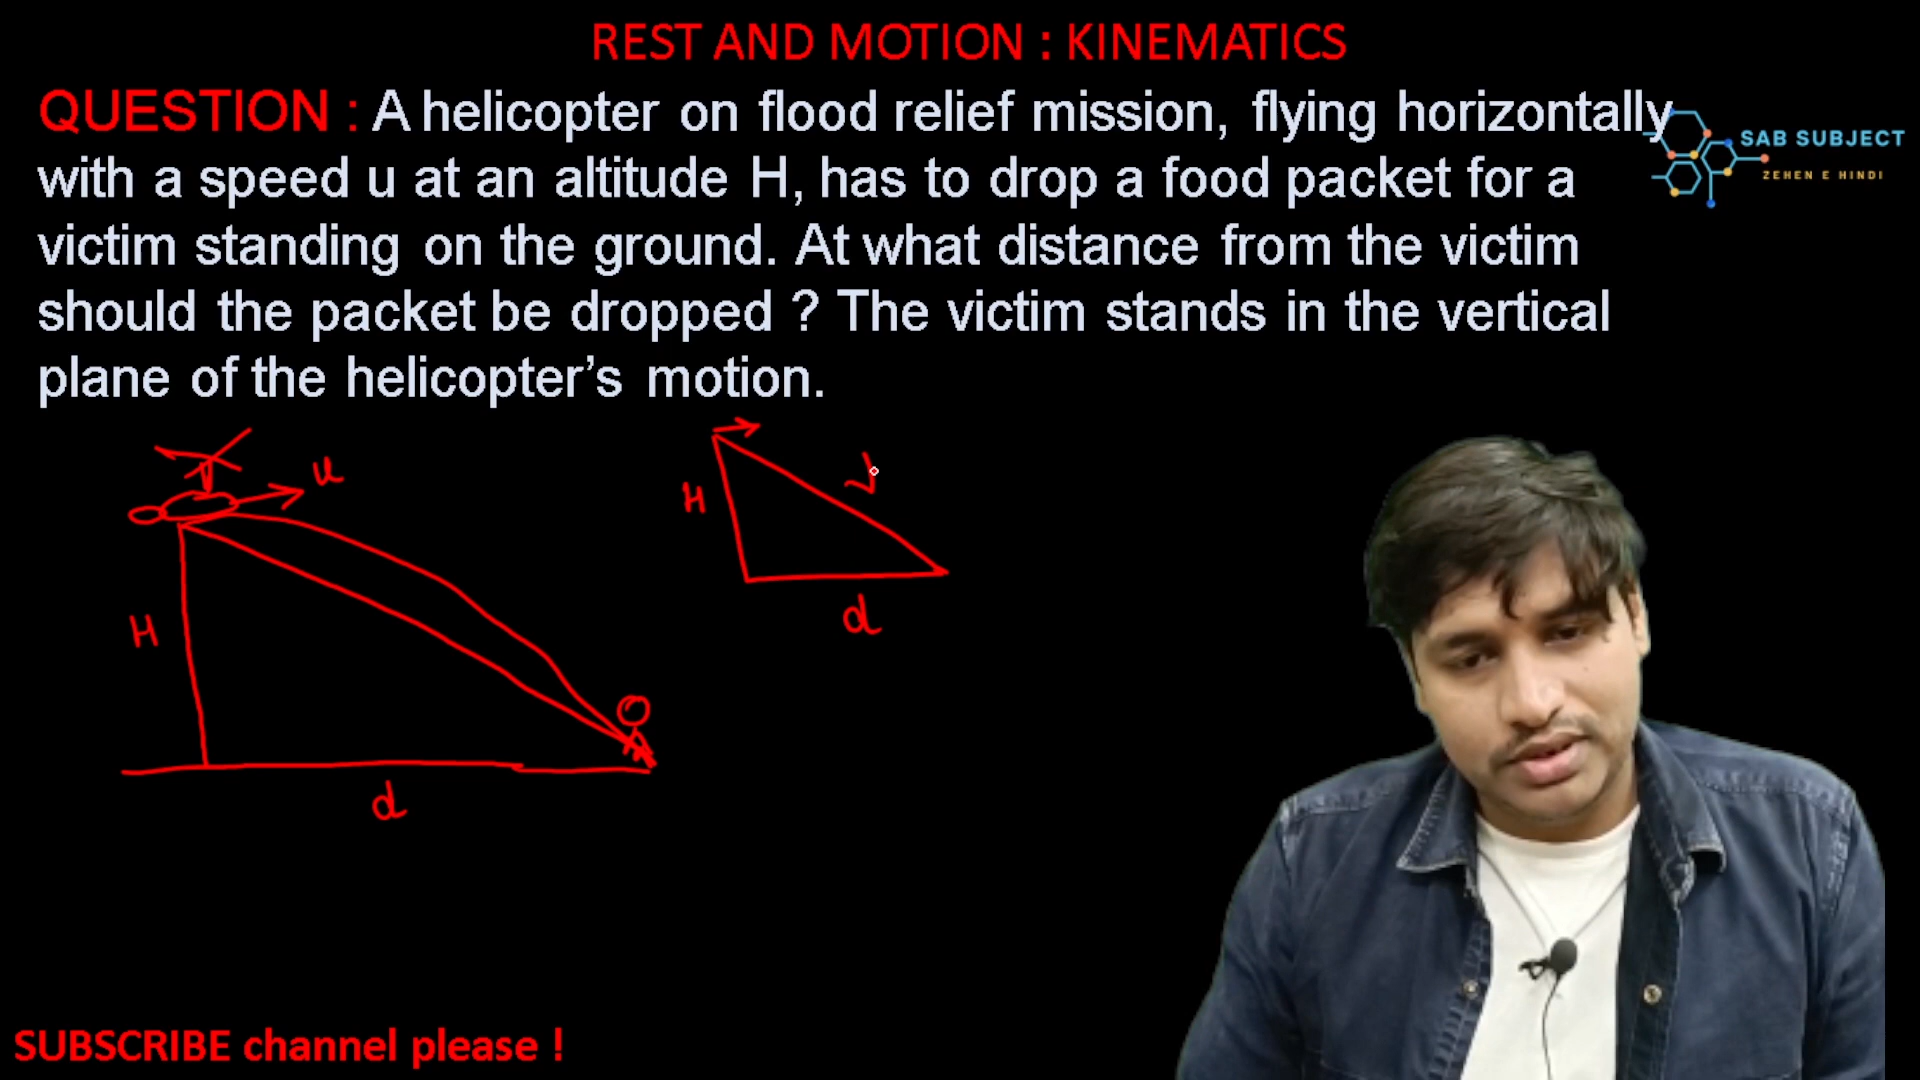 REST AND MOTION : KINEMATICS
QUESTION : A helicopter on flood relief mission, flying horizontally
with a speed u at an altitude H, has to drop a food packet for a
victim standing on the ground. At what distance from the victim
should the packet be dropped ? The victim stands in the vertical
plane of the helicopter’s motion.
SAB SUBJECT
ZEHEN E HINDI
u
H
d
H
d
SUBSCRIBE channel please !